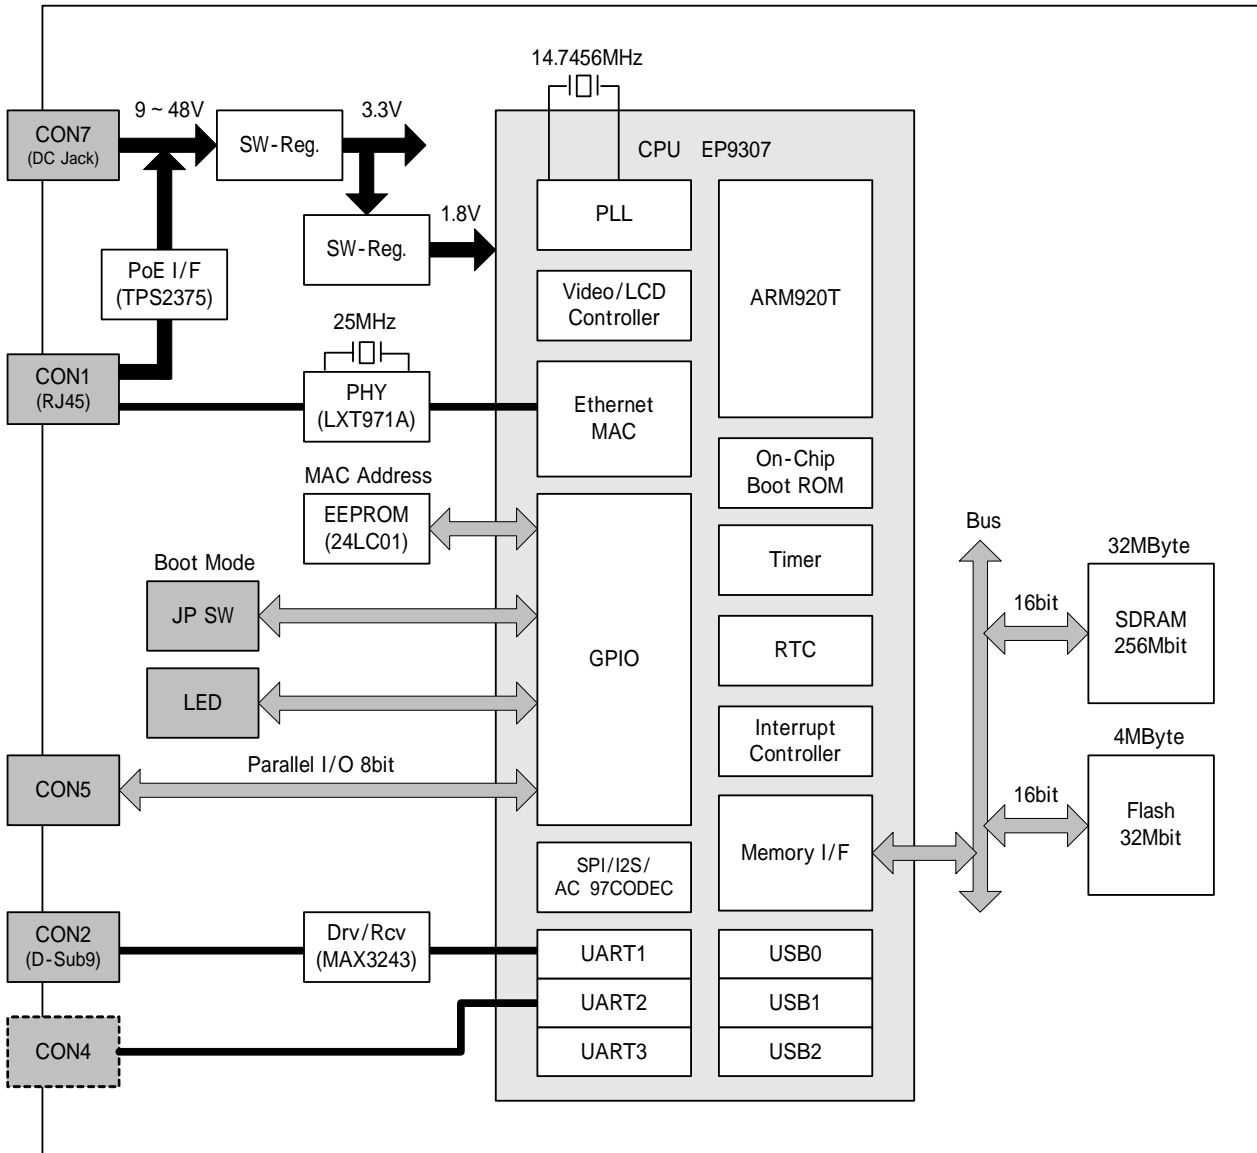 14.7456MHz
9 ~ 48V
3.3V
CON7
(DC Jack)
SW-Reg.
CPU EP9307
PLL
1.8V
SW-Reg.
PoE I/F
(TPS2375)
Video/LCD
Controller
ARM920T
25MHz
CON1
(RJ45)
PHY
(LXT971A)
Ethernet
MAC
On-Chip
Boot ROM
MAC Address
EEPROM
(24LC01)
Bus
Timer
32MByte
Boot Mode
JP SW
16bit
SDRAM
256Mbit
RTC
GPIO
LED
Interrupt
Controller
4MByte
Parallel I/O 8bit
CON5
16bit
Flash
32Mbit
Memory I/F
SPI/I2S/
AC 97CODEC
CON2
(D-Sub9)
Drv/Rcv
(MAX3243)
UART1
USB0
UART2
USB1
CON4
UART3
USB2